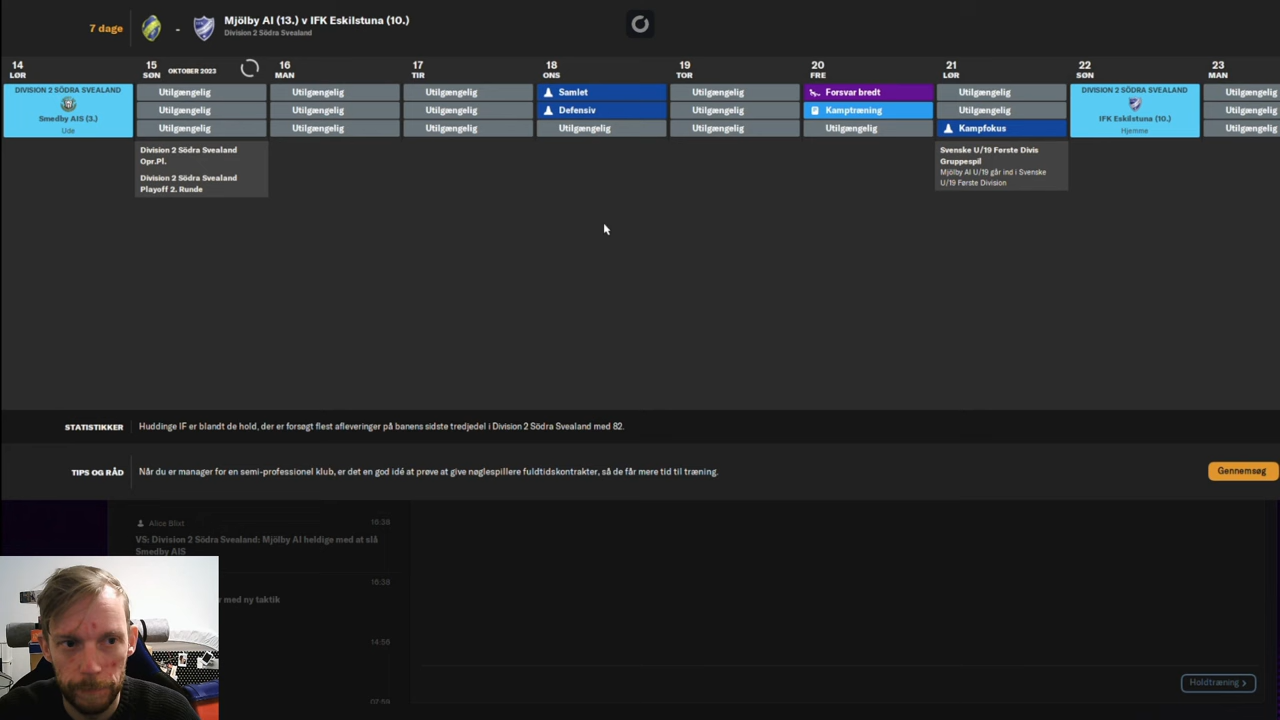 7 dage
-
Mjölby AI (13.) v IFK Eskilstuna (10.)
Division 2 Södra Svealand
14
LØR
15
SØN
OKTOBER 2023
16
MAN
17
TIR
18
ONS
19
TOR
20
FRE
21
LØR
22
SØN
23
MAN
DIVISION 2 SÖDRA SVEALAND
Smedby AIS (3.)
Ude
Utilgængelig
Utilgængelig
Utilgængelig
Division 2 Södra Svealand
Opr.Pl.
Division 2 Södra Svealand
Playoff 2. Runde
Utilgængelig
Utilgængelig
Utilgængelig
Utilgængelig
Utilgængelig
Utilgængelig
Samlet
Defensiv
Utilgængelig
Utilgængelig
Utilgængelig
Utilgængelig
Forsvar bredt
Kamptræning
Utilgængelig
Utilgængelig
Utilgængelig
Kampfokus
Svenske U/19 Første Divis
Gruppespil
Mjölby AI U/19 går ind i Svenske
U/19 Første Division
DIVISION 2 SÖDRA SVEALAND
IFK Eskilstuna (10.)
Hjemme
Utilgængelig
Utilgængelig
Utilgængelig
STATISTIKKER
Huddinge IF er blandt de hold, der er forsøgt flest afleveringer på banens sidste tredjedel i Division 2 Södra Svealand med 82.
TIPS OG RÅD
Når du er manager for en semi-professionel klub, er det en god idé at prøve at give nøglespillere fuldtidskontrakter, så de får mere tid til træning.
Gennemsøg
Alice Blixt
16:38
VS: Division 2 Södra Svealand: Mjölby AI heldige med at slå
Smedby AIS
16:38
med ny taktik
14:56
07:59
Holdtræning